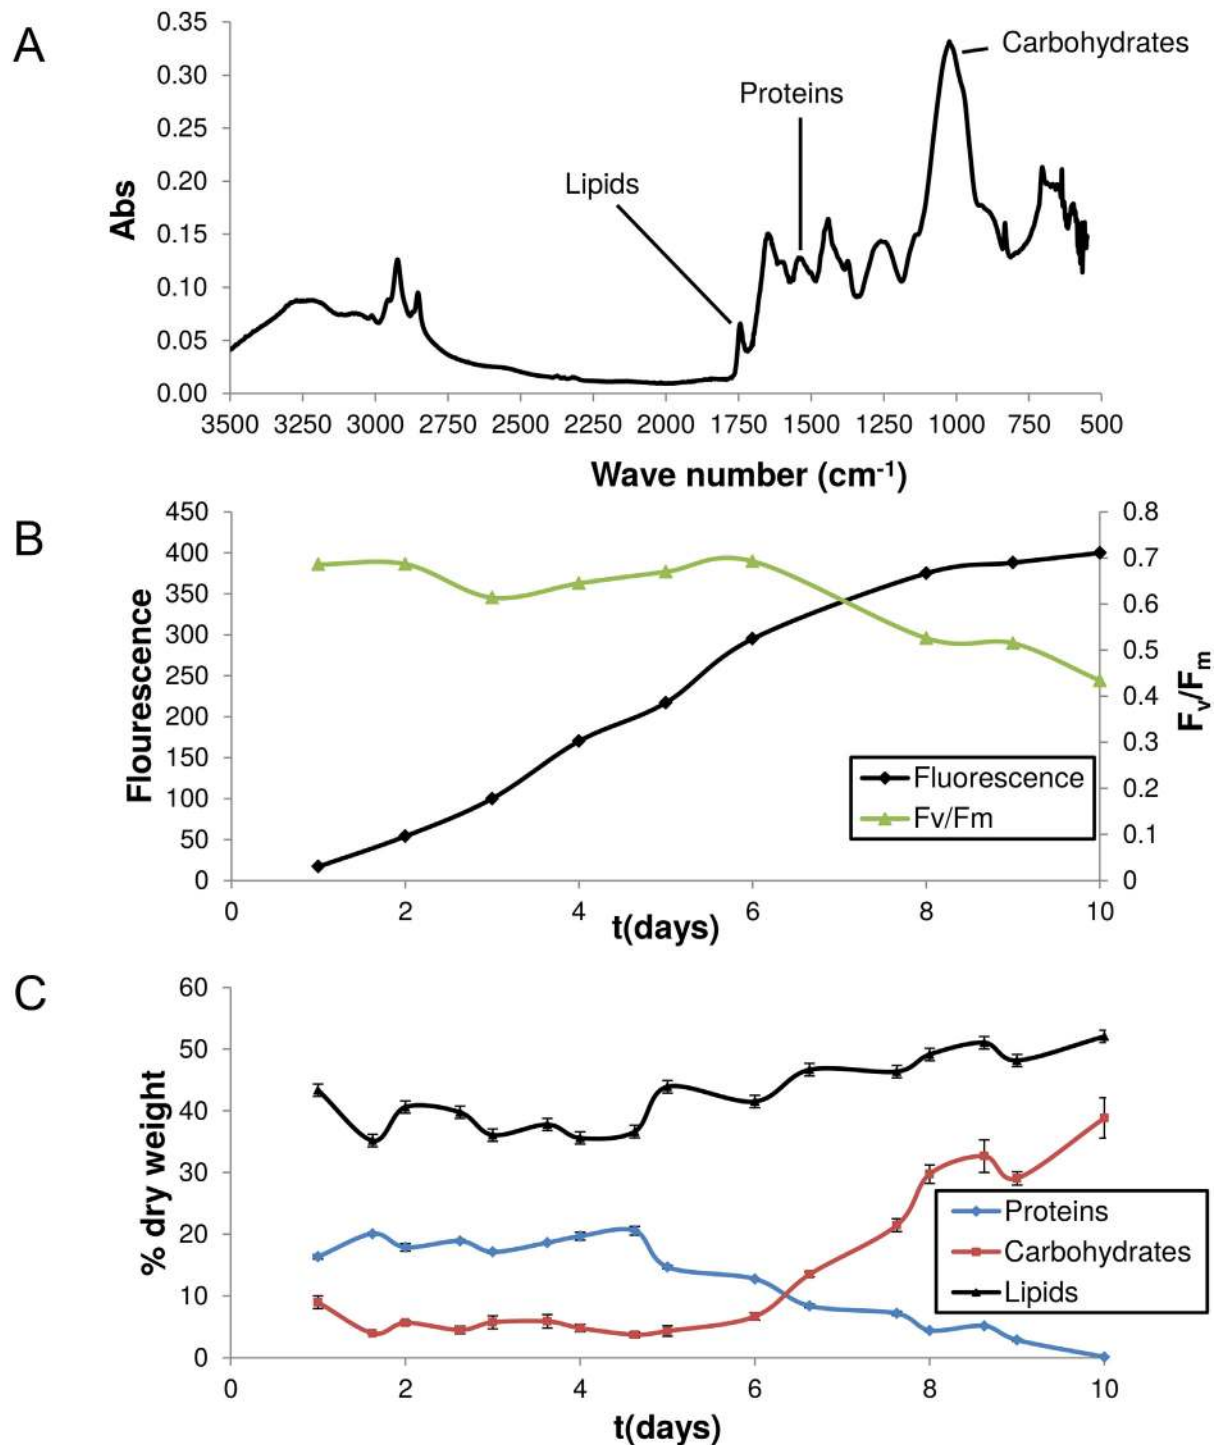 A
0.35
0.30
0.25
0.20
0.15
0.10
0.05
0.00
Abs
Carbohydrates
Proteins
Lipids
3500 3250 3000 2750 2500 2250 2000 1750 1500 1250 1000 750 500
Wave number (cm-1)
B
450
400
350
300
250
200
150
100
50
0
Flourescence
0.8
0.7
0.6
0.5
0.4
0.3
0.2
0.1
0
Fv/Fm
Fluorescence
Fv/Fm
0 2 4 6 8 10
t(days)
C
60
50
40
30
20
10
0
% dry weight
Proteins
Carbohydrates
Lipids
0 2 4 6 8 10
t(days)